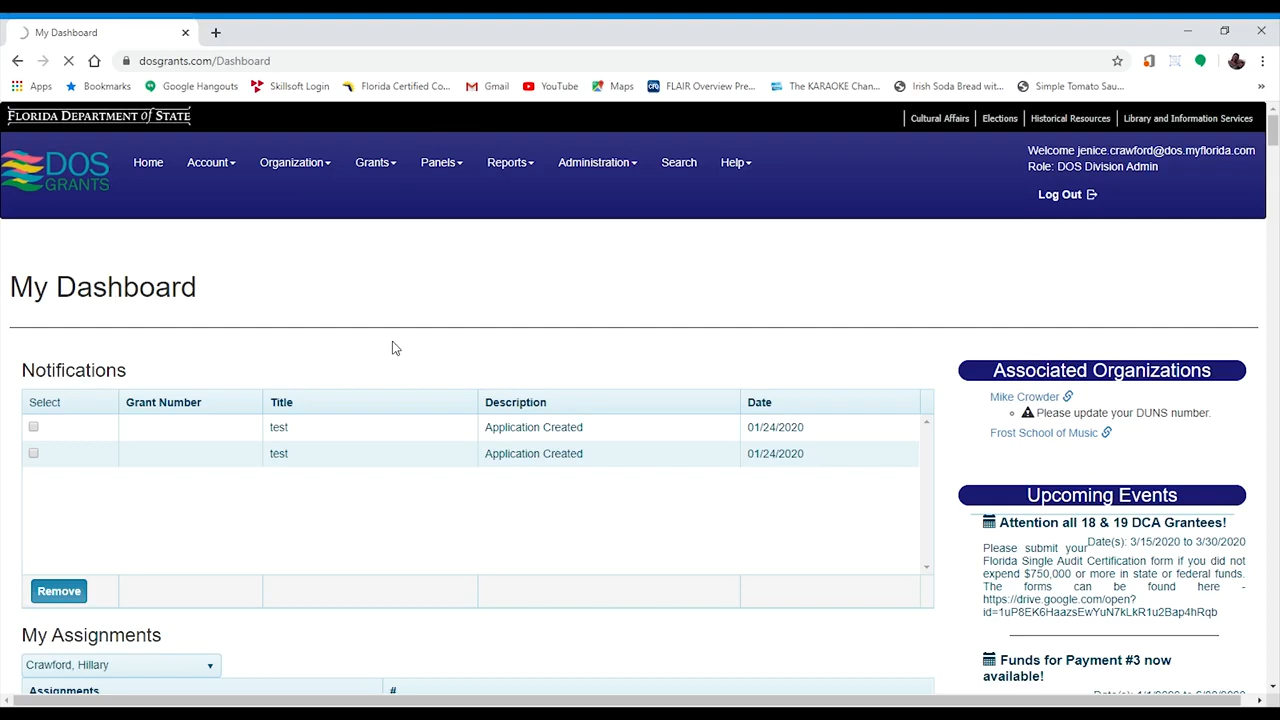 My Dashboard
dosgrants.com/Dashboard
Apps Bookmarks Google Hangouts Skillsoft Login Florida Certified Co... Gmail YouTube Maps FLAIR Overview Pre... The KARAOKE Chan... Irish Soda Bread wit... Simple Tomato Sau... »
FLORIDA DEPARTMENT of STATE
Cultural Affairs | Elections | Historical Resources | Library and Information Services
DOS
GRANTS
Home Account Organization Grants Panels Reports Administration Search Help
Welcome jenice.crawford@dos.myflorida.com
Role: DOS Division Admin
Log Out
My Dashboard
Notifications
Select Grant Number Title Description Date
test Application Created 01/24/2020
test Application Created 01/24/2020
Remove
My Assignments
Crawford, Hillary
Assignments #
Associated Organizations
Mike Crowder
Please update your DUNS number.
Frost School of Music
Upcoming Events
Attention all 18 & 19 DCA Grantees!
Date(s): 3/15/2020 to 3/30/2020
Please submit your
Florida Single Audit Certification form if you did not
expend $750,000 or more in state or federal funds.
The forms can be found here -
https://drive.google.com/open?
id=1uP8EK6HaazsEwYuN7kLkR1u2Bap4hRqb
Funds for Payment #3 now
available!